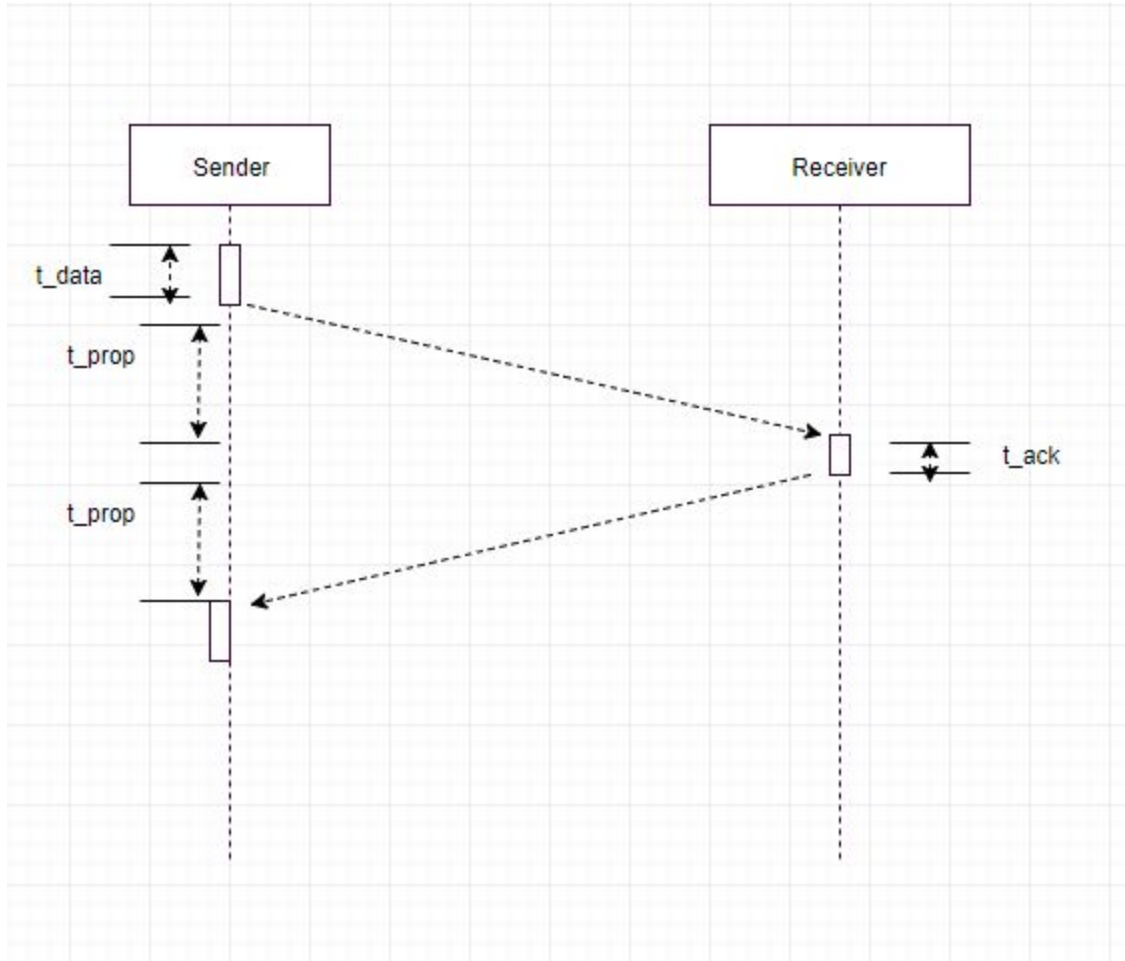 Sender
Receiver
t_data
t_prop
t_ack
t_prop